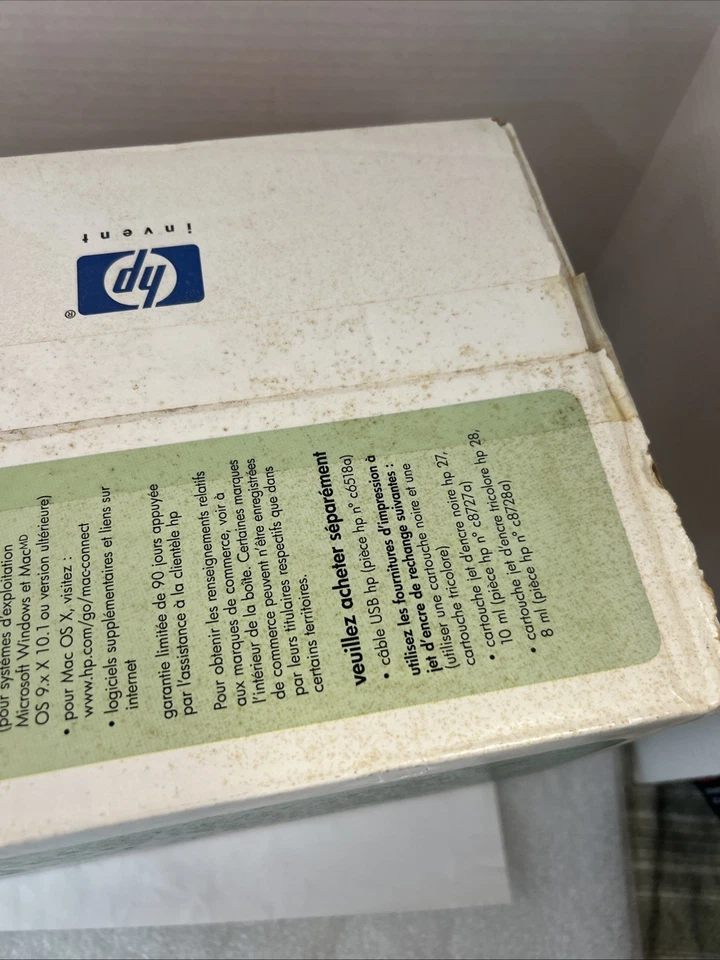 invent
hp
®
(pour systèmes d'exploitation
Microsoft Windows et MacMD
OS 9.x X 10.1 ou version ultérieure)
• pour Mac OS X, visitez :
www.hp.com/go/mac-connect
• logiciels supplémentaires et liens sur
internet
garantie limitée de 90 jours appuyée
par l'assistance à la clientèle hp
Pour obtenir les renseignements relatifs
aux marques de commerce, voir à
l'intérieur de la boîte. Certaines marques
de commerce peuvent n'être enregistrées
par leurs titulaires respectifs que dans
certains territoires.
veuillez acheter séparément
• câble USB hp (pièce hp n° c6518a)
utilisez les fournitures d'impression à
jet d'encre de rechange suivantes :
(utiliser une cartouche noire et une
cartouche tricolore)
• cartouche jet d'encre noire hp 27,
10 ml (pièce hp n° c8727a)
• cartouche jet d'encre tricolore hp 28,
8 ml (pièce hp n° c8728a)